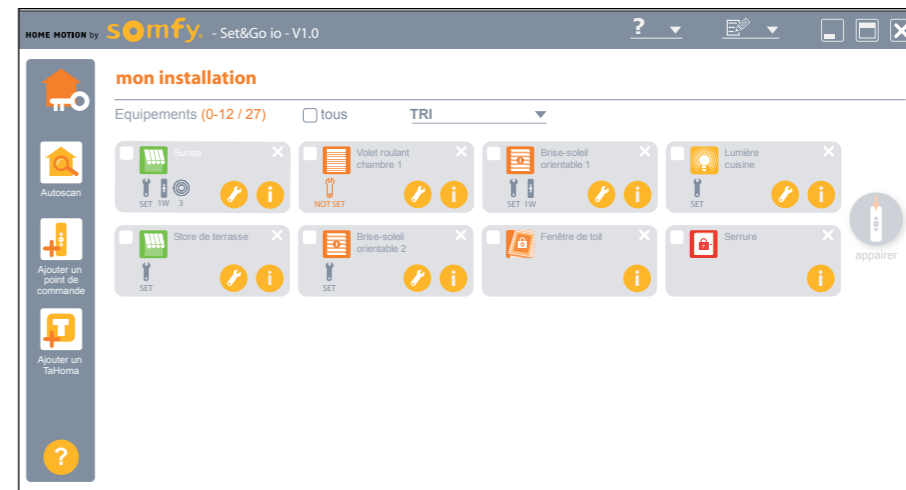 HOME MOTION by somfy. - Set&Go io - V1.0 ?
mon installation
Equipements (0-12 / 27) tous TRI
Sunea
SET 1W 3
i
Volet roulant
chambre 1
NOT SET
i
Brise-soleil
orientable 1
SET 1W
i
Lumière
cuisine
SET
i
Store de terrasse
SET
i
Brise-soleil
orientable 2
SET
i
Fenêtre de toit
i
Serrure
i
appairer
Autoscan
Ajouter un
point de
commande
T
Ajouter un
TaHoma
?